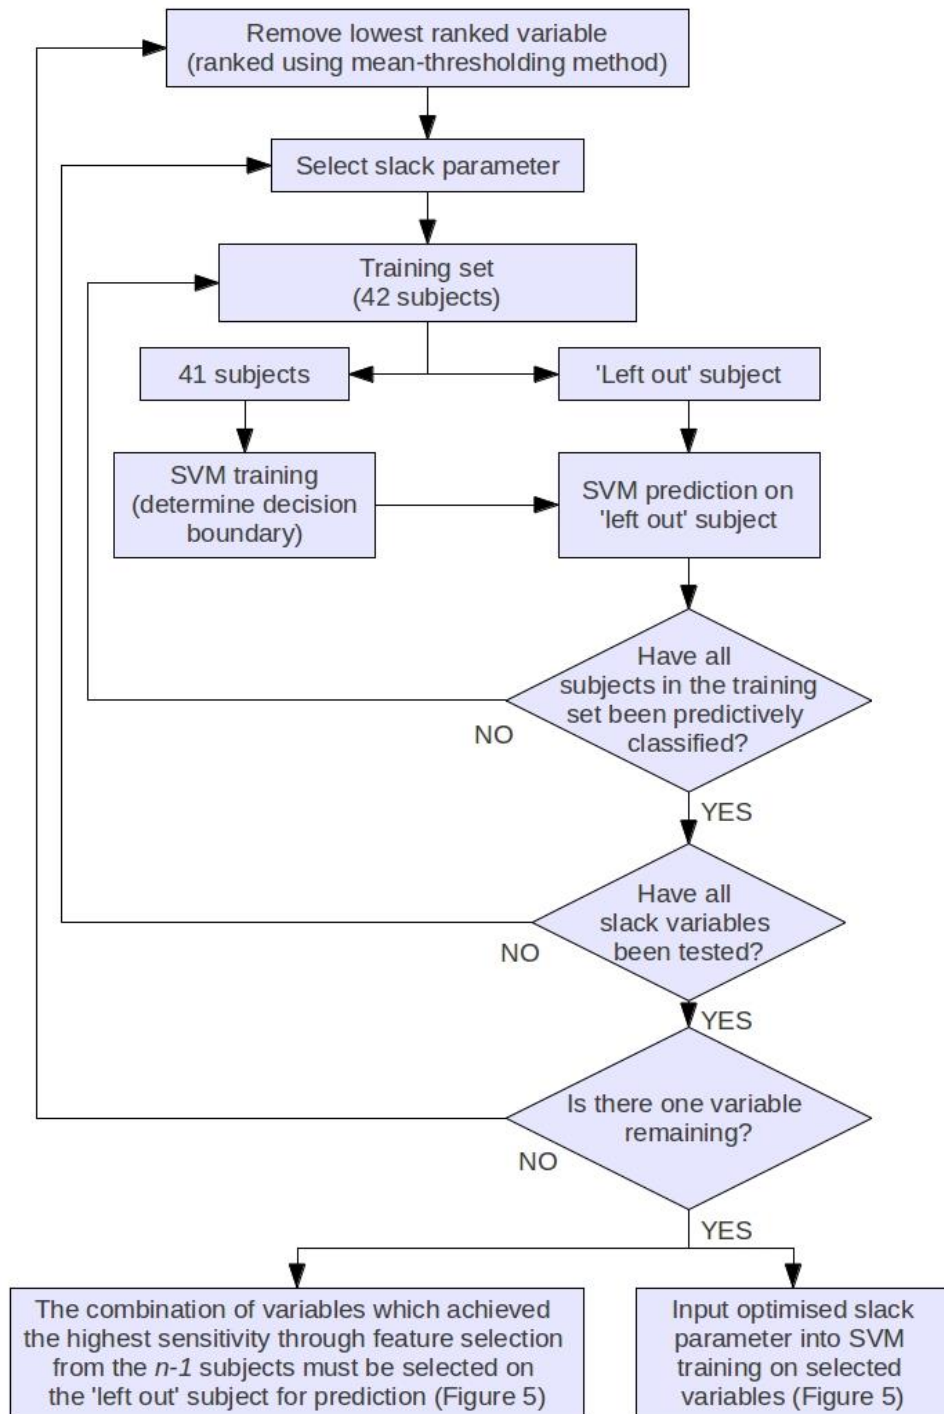 Remove lowest ranked variable
(ranked using mean-thresholding method)
Select slack parameter
Training set
(42 subjects)
41 subjects
'Left out' subject
SVM training
(determine decision
boundary)
SVM prediction on
'left out' subject
Have all
subjects in the training
set been predictively
classified?
NO
YES
Have all
slack variables
been tested?
NO
YES
Is there one variable
remaining?
NO
YES
The combination of variables which achieved
the highest sensitivity through feature selection
from the n-1 subjects must be selected on
the 'left out' subject for prediction (Figure 5)
Input optimised slack
parameter into SVM
training on selected
variables (Figure 5)